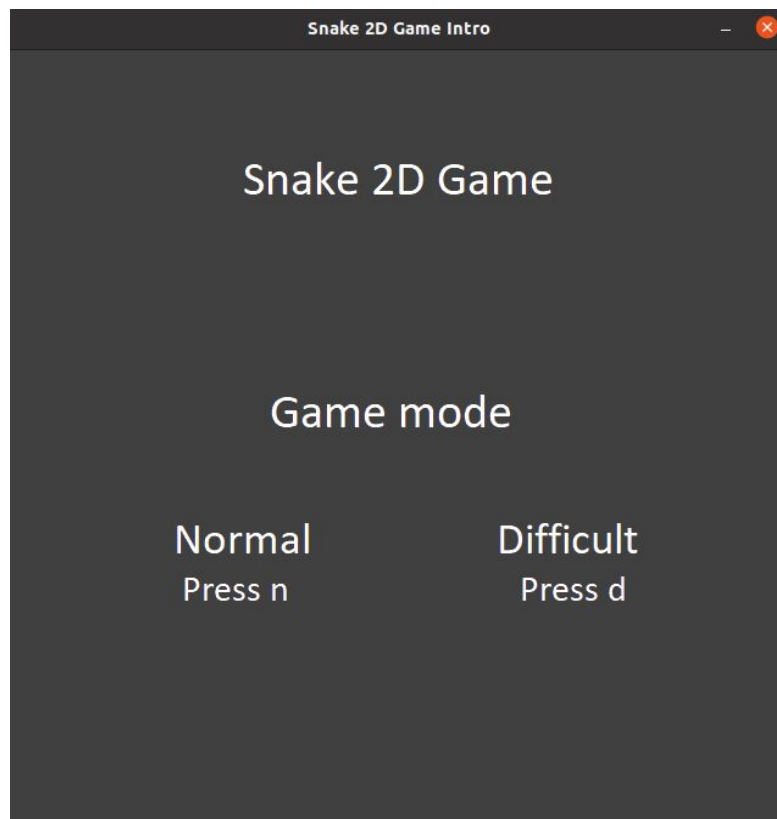 Snake 2D Game Intro
Snake 2D Game
Game mode
Normal Difficult
Press n Press d